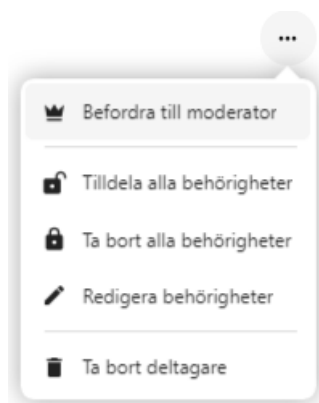 Befordra till moderator
Tilldela alla behörigheter
Ta bort alla behörigheter
Redigera behörigheter
Ta bort deltagare